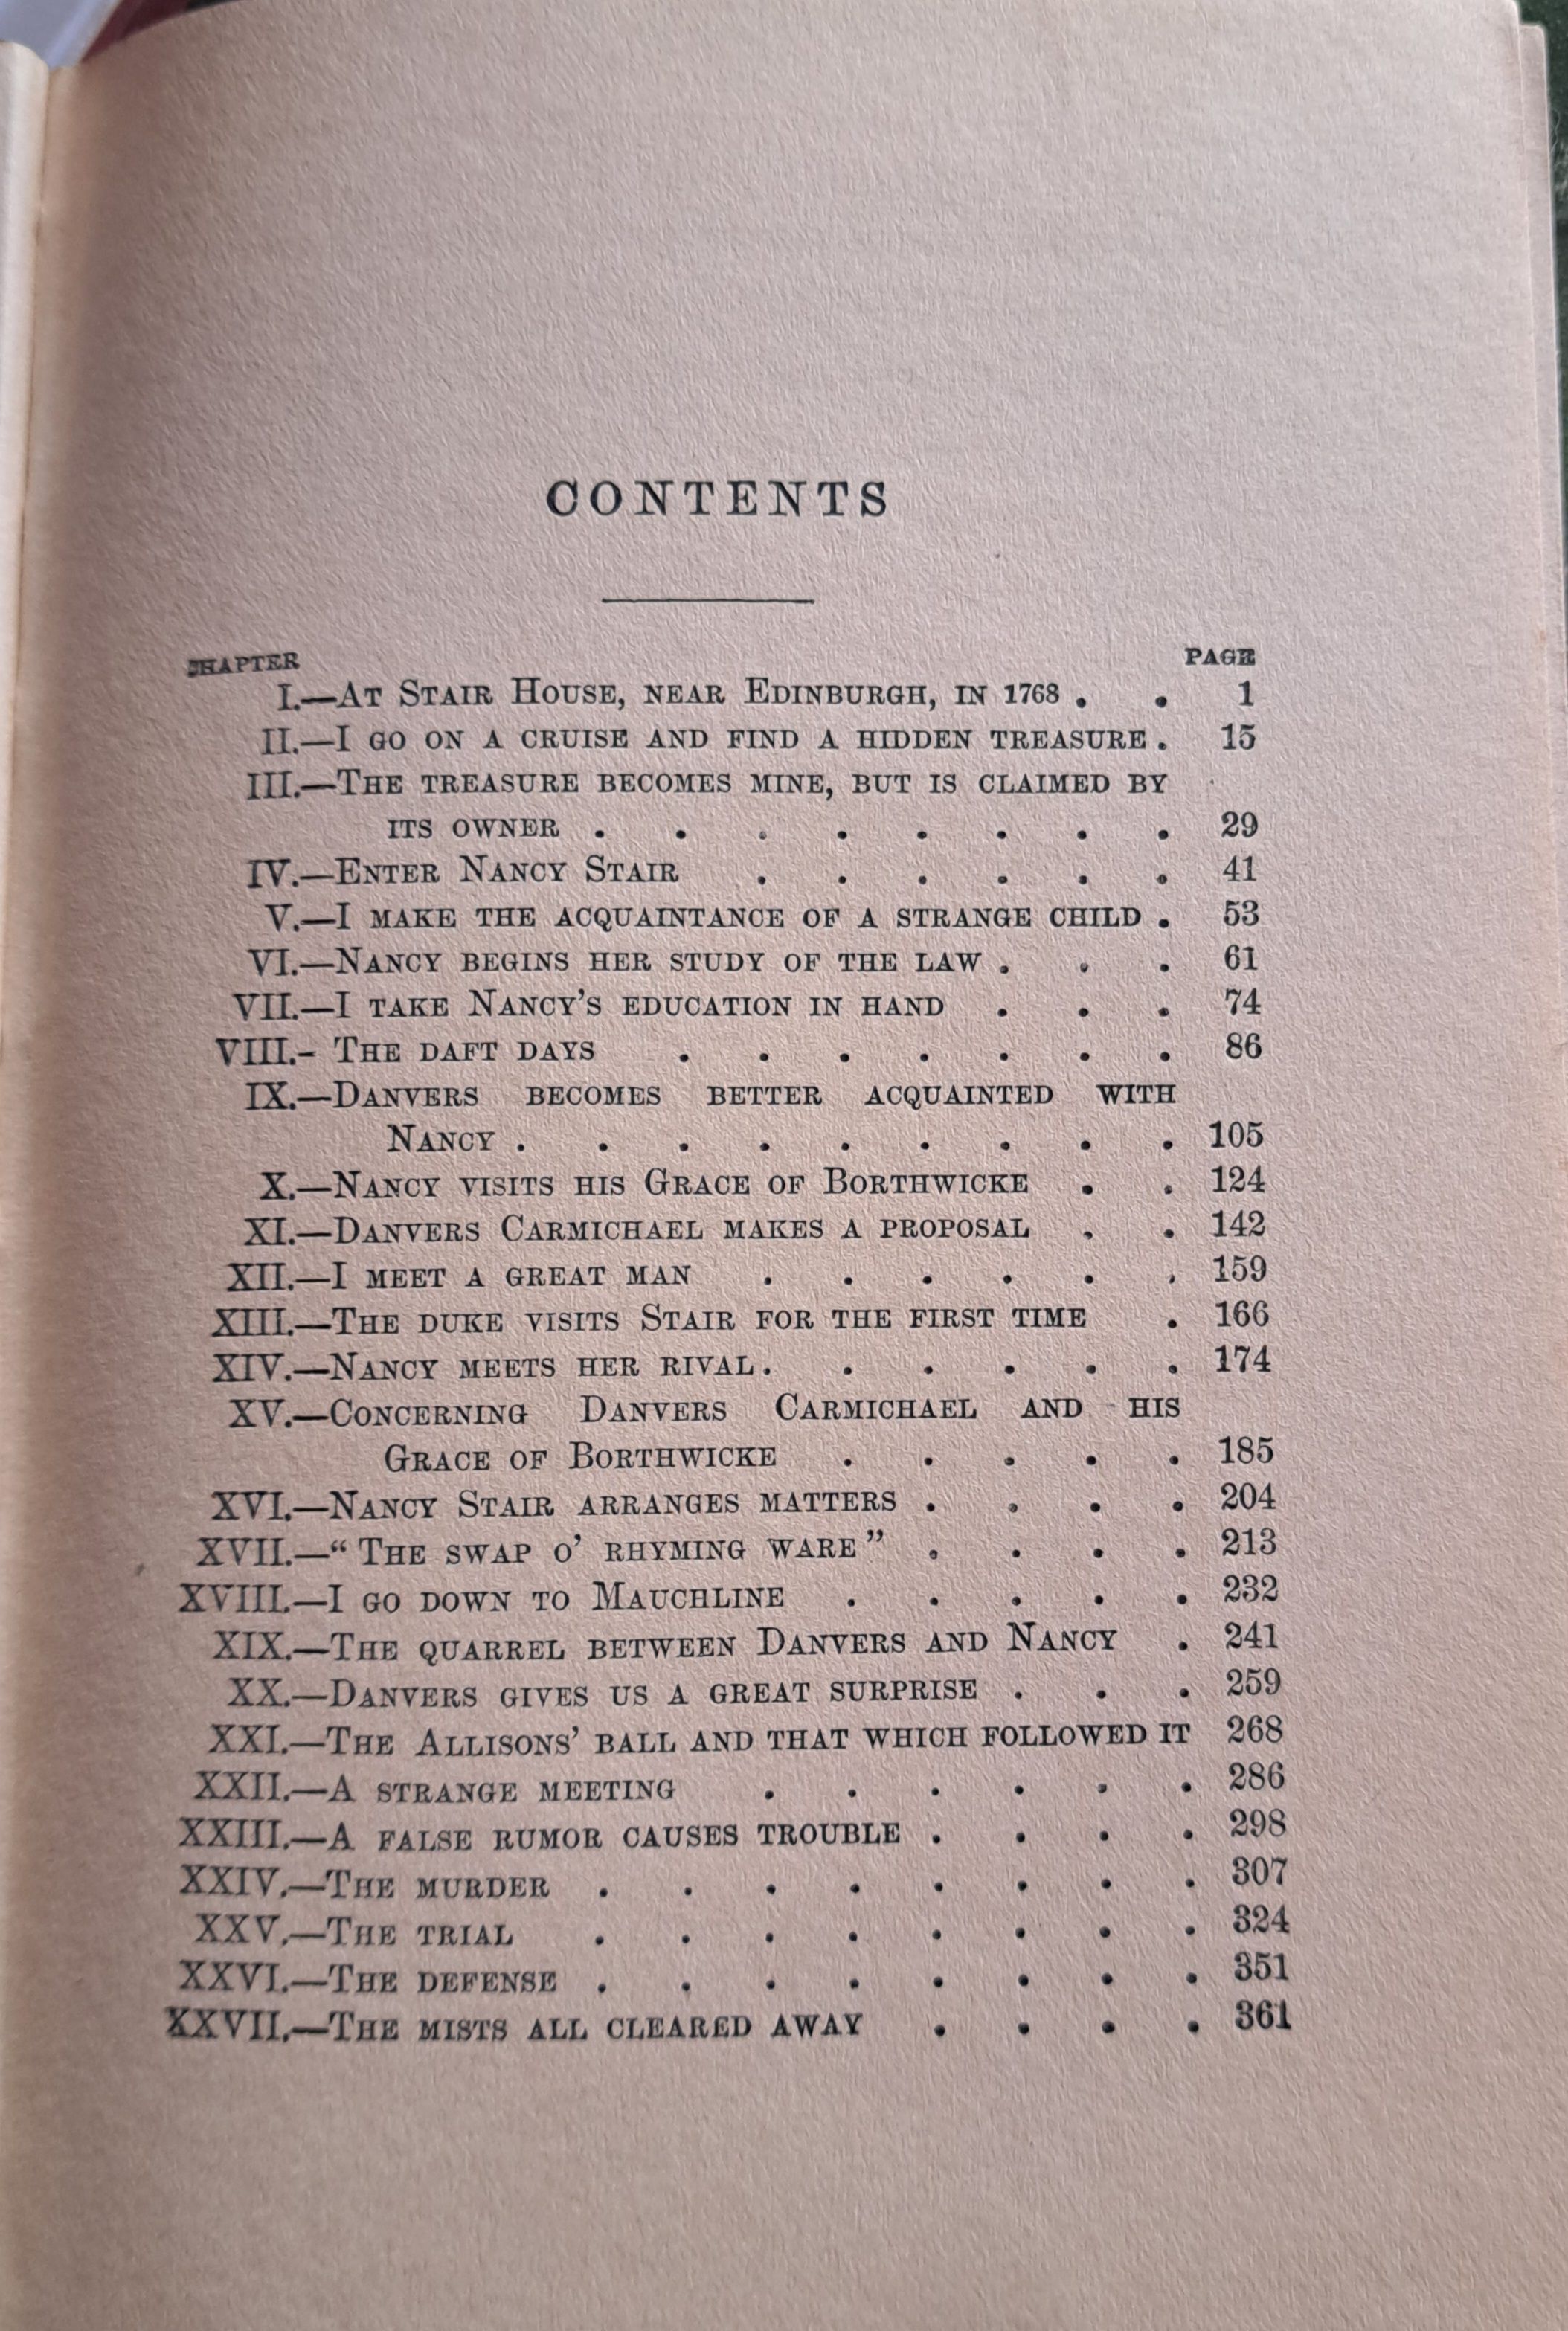 CONTENTS
CHAPTER PAGE
I.—At Stair House, near Edinburgh, in 1768 . . 1
II.—I go on a cruise and find a hidden treasure . 15
III.—The treasure becomes mine, but is claimed by
its owner . . . . . . . . 29
IV.—Enter Nancy Stair . . . . . . 41
V.—I make the acquaintance of a strange child . 53
VI.—Nancy begins her study of the law . . . 61
VII.—I take Nancy's education in hand . . . 74
VIII.- The daft days . . . . . . . 86
IX.—Danvers becomes better acquainted with
Nancy . . . . . . . . . 105
X.—Nancy visits his Grace of Borthwicke . . 124
XI.—Danvers Carmichael makes a proposal . . 142
XII.—I meet a great man . . . . . . 159
XIII.—The duke visits Stair for the first time . 166
XIV.—Nancy meets her rival . . . . . . 174
XV.—Concerning Danvers Carmichael and his
Grace of Borthwicke . . . . . 185
XVI.—Nancy Stair arranges matters . . . . 204
XVII.—“ The swap o' rhyming ware ” . . . . 213
XVIII.—I go down to Mauchline . . . . . 232
XIX.—The quarrel between Danvers and Nancy . 241
XX.—Danvers gives us a great surprise . . . 259
XXI.—The Allisons' ball and that which followed it 268
XXII.—A strange meeting . . . . . . 286
XXIII.—A false rumor causes trouble . . . . 298
XXIV.—The murder . . . . . . . . 307
XXV.—The trial . . . . . . . . 324
XXVI.—The defense . . . . . . . . 351
XXVII.—The mists all cleared away . . . . 361